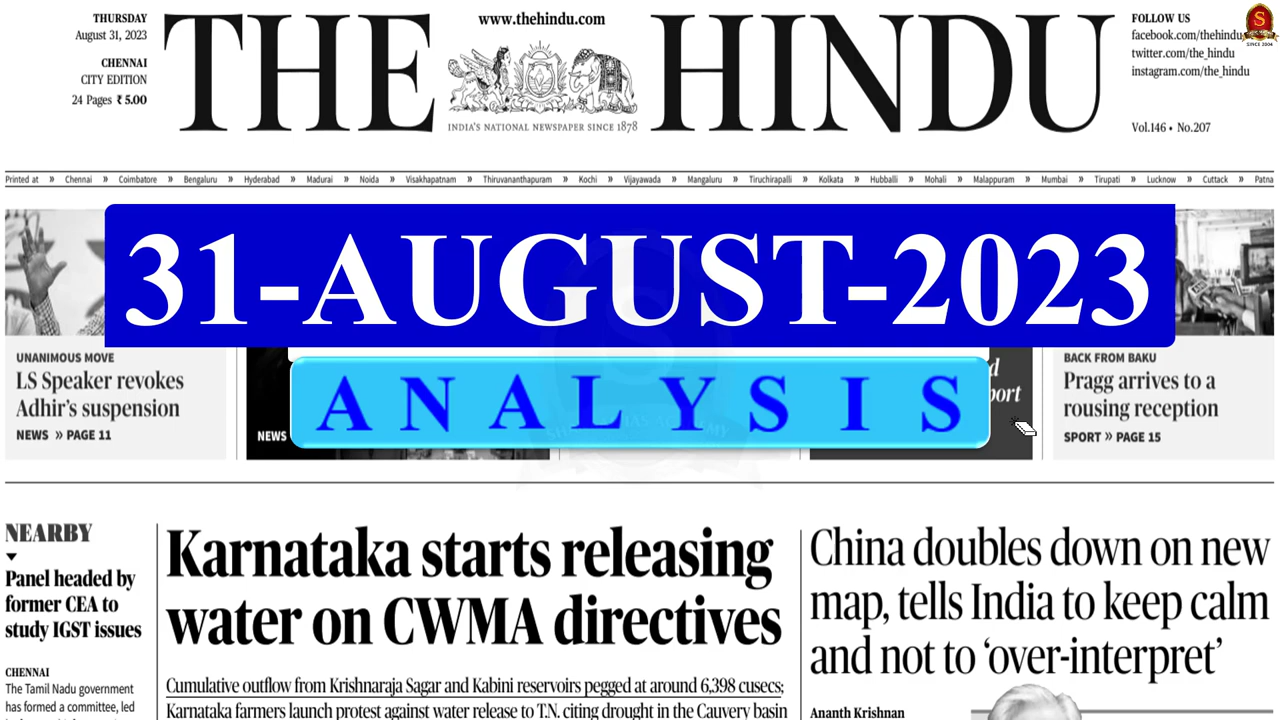 THURSDAY
August 31, 2023
CHENNAI
CITY EDITION
24 Pages ₹ 5.00
www.thehindu.com
THE HINDU
INDIA'S NATIONAL NEWSPAPER SINCE 1878
FOLLOW US
facebook.com/thehindu
twitter.com/the_hindu
instagram.com/the_hindu
Vol.146 • No.207
SINCE 2004
Printed at » Chennai » Coimbatore » Bengaluru » Hyderabad » Madurai » Noida » Visakhapatnam » Thiruvananthapuram » Kochi » Vijayawada » Mangaluru » Tiruchirapalli » Kolkata » Hubballi » Mohali » Malappuram » Mumbai » Tirupati » Lucknow » Cuttack » Patna
31-AUGUST-2023
ANALYSIS
UNANIMOUS MOVE
LS Speaker revokes
Adhir's suspension
NEWS » PAGE 11
NEWS
BACK FROM BAKU
Pragg arrives to a
rousing reception
SPORT » PAGE 15
NEARBY
Panel headed by
former CEA to
study IGST issues
CHENNAI
The Tamil Nadu government
has formed a committee, led
Karnataka starts releasing
water on CWMA directives
Cumulative outflow from Krishnaraja Sagar and Kabini reservoirs pegged at around 6,398 cusecs;
Karnataka farmers launch protest against water release to T.N. citing drought in the Cauvery basin
China doubles down on new
map, tells India to keep calm
and not to ‘over-interpret’
Ananth Krishnan